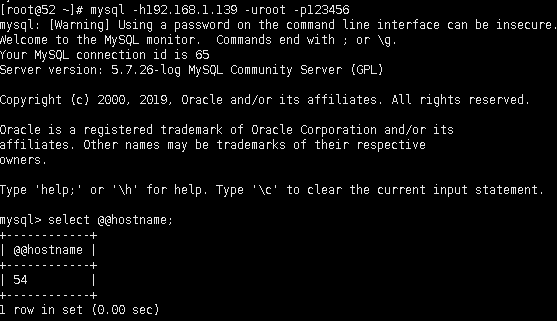 [root@52 ~]# mysql -h192.168.1.139 -uroot -p123456
mysql: [Warning] Using a password on the command line interface can be insecure.
Welcome to the MySQL monitor.  Commands end with ; or \g.
Your MySQL connection id is 65
Server version: 5.7.26-log MySQL Community Server (GPL)
Copyright (c) 2000, 2019, Oracle and/or its affiliates. All rights reserved.
Oracle is a registered trademark of Oracle Corporation and/or its
affiliates. Other names may be trademarks of their respective
owners.
Type 'help;' or '\h' for help. Type '\c' to clear the current input statement.
mysql> select @@hostname;
+------------+
| @@hostname |
+------------+
| 54         |
+------------+
1 row in set (0.00 sec)